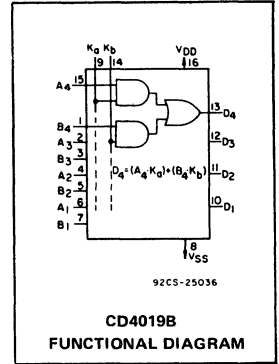 Ka Kb
9 14 VDD
16
A4 15
13 D4
B4 1
A3 2
12 D3
B3 3
D4=(A4·Ka)+(B4·Kb)
A4 4
11 D2
B2 5
A1 6
10 D1
B1 7
8
VSS
92CS-25036
CD4019B
FUNCTIONAL DIAGRAM